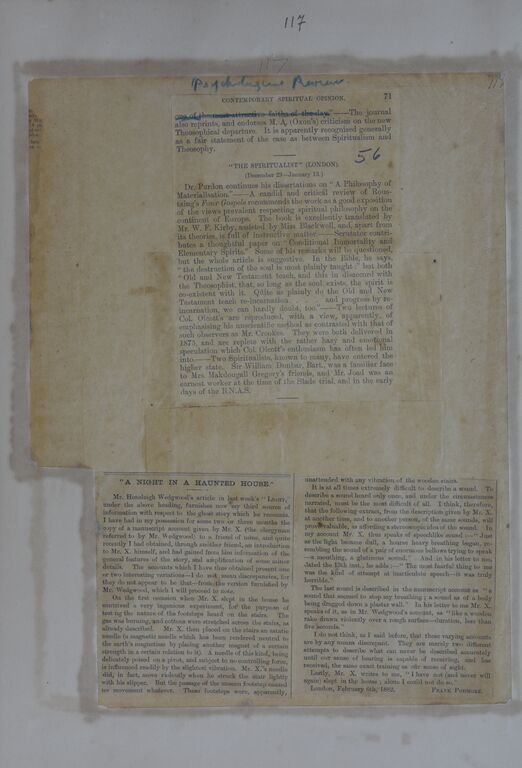 117
117
Psychological Review.
CONTEMPORARY SPIRITUAL OPINION. 71
one of the most attractive faiths of the day."——The journal
also reprints, and endorses M. A. (Oxon's) criticism on the new
Theosophical departure. It is apparently recognised generally
as a fair statement of the case as between Spiritualism and
Theosophy.
56
"THE SPIRITUALIST" (LONDON).
(December 23—January 13.)
Dr. Purdon continues his dissertations on "A Philosophy of
Materialisation."——A candid and critical review of Rous-
taing's Four Gospels recommends the work as a good exposition
of the views prevalent respecting spiritual philosophy on the
continent of Europe. The book is excellently translated by
Mr. W. F. Kirby, assisted by Miss Blackwell, and, apart from
its theories, is full of instructive matter.——Scrutator contri-
butes a thoughtful paper on "Conditional Immortality and
Elementary Spirits." Some of his remarks will be questioned,
but the whole article is suggestive. In the Bible, he says,
"the destruction of the soul is most plainly taught:" but both
"Old and New Testament teach, and this in disaccord with
the Theosophist, that, so long as the soul exists, the spirit is
co-existent with it. Quite as plainly do the Old and New
Testament teach re-incarnation and progress by re-
incarnation, we can hardly doubt, too."——Two lectures of
Col. Olcott's are reproduced, with a view, apparently, of
emphasising his unscientific method as contrasted with that of
such observers as Mr. Crookes. They were both delivered in
1875, and are replete with the rather hazy and emotional
speculation which Col. Olcott's enthusiasm has often led him
into.——Two Spiritualists, known to many, have entered the
higher state. Sir William Dunbar, Bart., was a familiar face
to Mrs. Makdougall Gregory's friends, and Mr. Joad was an
earnest worker at the time of the Slade trial, and in the early
days of the B.N.A.S.
"A NIGHT IN A HAUNTED HOUSE."
Mr. Hensleigh Wedgwood's article in last week's "LIGHT,"
under the above heading, furnishes now my third source of
information with respect to the ghost story which he recounts.
I have had in my possession for some two or three months the
copy of a manuscript account given by Mr. X (the clergyman
referred to by Mr. Wedgwood) to a friend of mine, and quite
recently I had obtained, through another friend, an introduction
to Mr. X himself, and had gained from him information of the
general features of the story, and amplification of some minor
details. The accounts which I have thus obtained present one
or two interesting variations—I do not mean discrepancies, for
they do not appear to be that—from the version furnished by
Mr. Wedgwood, which I will proceed to note.
On the first occasion when Mr. X slept in the house he
contrived a very ingenious experiment, for the purpose of
testing the nature of the footsteps heard on the stairs. The
gas was burning, and cottons were stretched across the stairs, as
already described. Mr. X then placed on the stairs an astatic
needle (a magnetic needle which has been rendered neutral to
the earth's magnetism by placing another magnet of a certain
strength in a certain relation to it). A needle of this kind, being
delicately poised on a pivot, and subject to no controlling force,
is influenced readily by the slightest vibration. Mr. X.'s needle
did, in fact, move violently when he struck the stair lightly
with his slipper. But the passage of the unseen footsteps caused
no movement whatever. These footsteps were, apparently,
unattended with any vibration of the wooden stairs.
It is at all times extremely difficult to describe a sound. To
describe a sound heard only once, and under the circumstances
narrated, must be the most difficult of all. I think, therefore,
that the following extracts, from the description given by Mr. X.
at another time, and to another person, of the same sounds, will
prove valuable, as affording a stereoscopic idea of the sound. In
my account Mr. X. thus speaks of speechlike sound:—"Just
as the light became dull, a hoarse heavy breathing began, re-
sembling the sound of a pair of enormous bellows trying to speak
—a mouthing, a glutinous sound." And in his letter to me,
dated the 13th inst., he adds:—"The most fearful thing to me
was the kind of attempt at inarticulate speech—it was truly
horrible."
The last sound is described in the manuscript account as "a
sound that seemed to stop my breathing; a sound as of a body
being dragged down a plaster wall." In his letter to me Mr. X.
speaks of it, as in Mr. Wedgwood's account, as "like a wooden
rake drawn violently over a rough surface—duration, less than
five seconds."
I do not think, as I said before, that these varying accounts
are by any means discrepant. They are merely two different
attempts to describe what can never be described accurately
until our sense of hearing is capable of receiving, and has
received, the same exact training as our sense of sight.
Lastly, Mr. X. writes to me, "I have not (and never will
again) slept in the house; alone I could not do so."
London, February 6th, 1882. FRANK PODMORE.